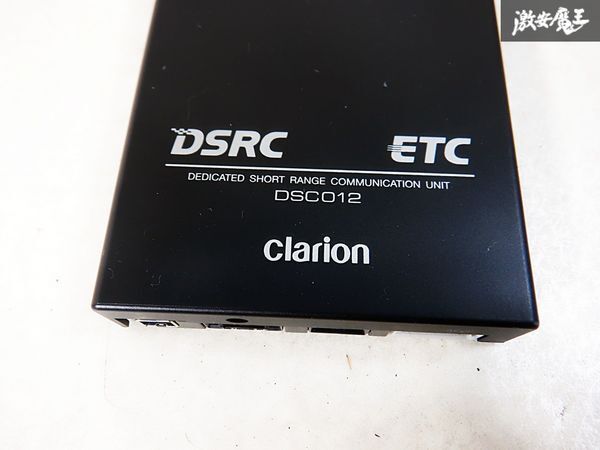 激安魔王
DSRC ETC
DEDICATED SHORT RANGE COMMUNICATION UNIT
DSC012
clarion